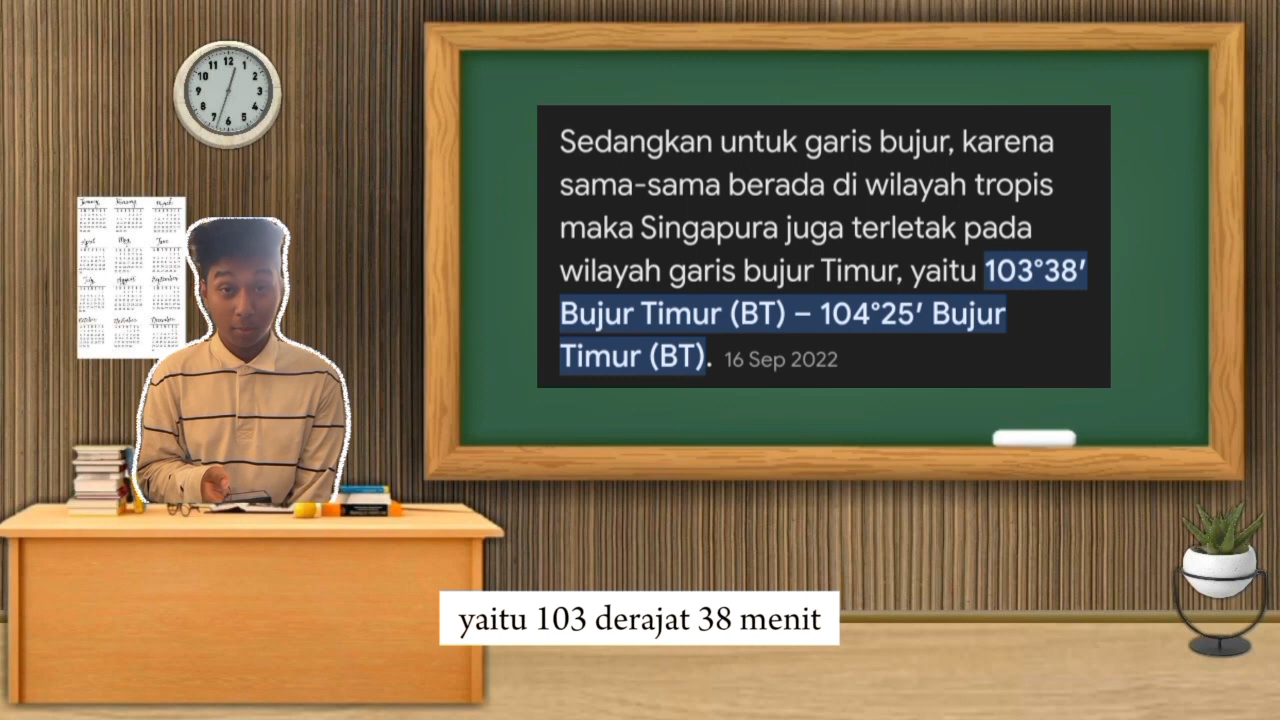 Sedangkan untuk garis bujur, karena
sama-sama berada di wilayah tropis
maka Singapura juga terletak pada
wilayah garis bujur Timur, yaitu 103°38′
Bujur Timur (BT) – 104°25′ Bujur
Timur (BT). 16 Sep 2022
yaitu 103 derajat 38 menit